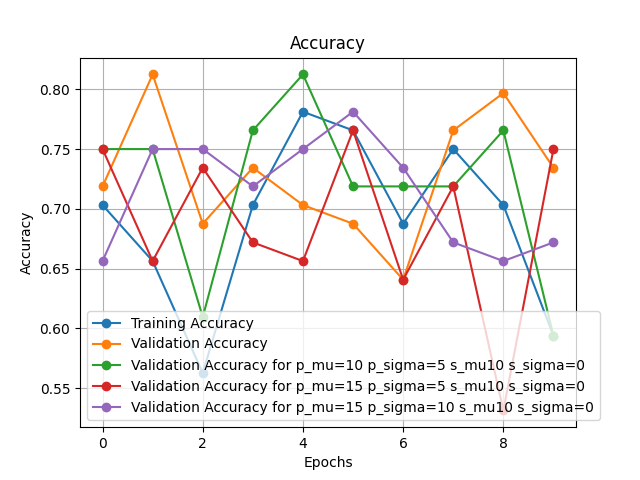 Accuracy
0.80
0.75
0.70
0.65
0.60
0.55
Accuracy
Training Accuracy
Validation Accuracy
Validation Accuracy for p_mu=10 p_sigma=5 s_mu10 s_sigma=0
Validation Accuracy for p_mu=15 p_sigma=5 s_mu10 s_sigma=0
Validation Accuracy for p_mu=15 p_sigma=10 s_mu10 s_sigma=0
0 2 4 6 8
Epochs